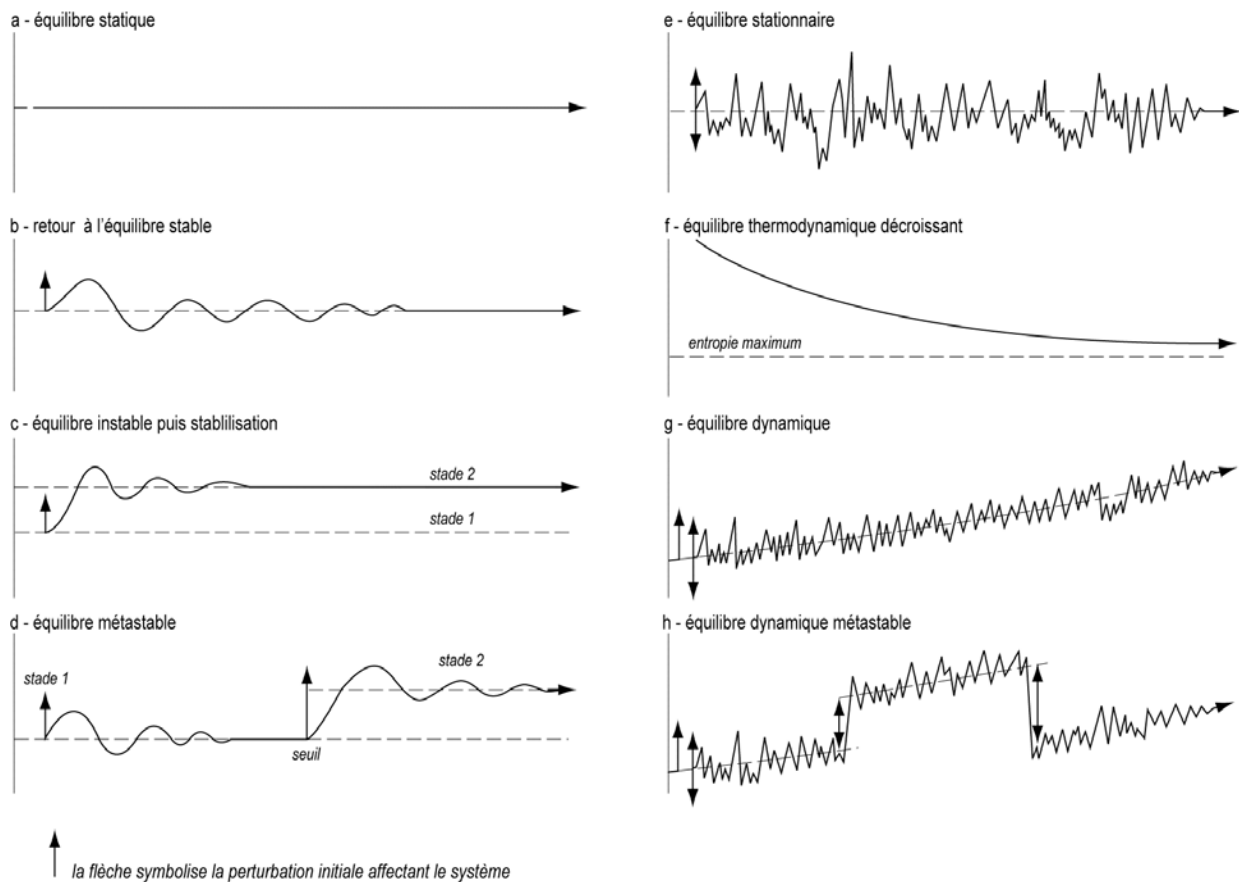 a - équilibre statique
b - retour à l'équilibre stable
c - équilibre instable puis stablilisation
stade 2
stade 1
d - équilibre métastable
stade 1
stade 2
seuil
e - équilibre stationnaire
f - équilibre thermodynamique décroissant
entropie maximum
g - équilibre dynamique
h - équilibre dynamique métastable
la flèche symbolise la perturbation initiale affectant le système